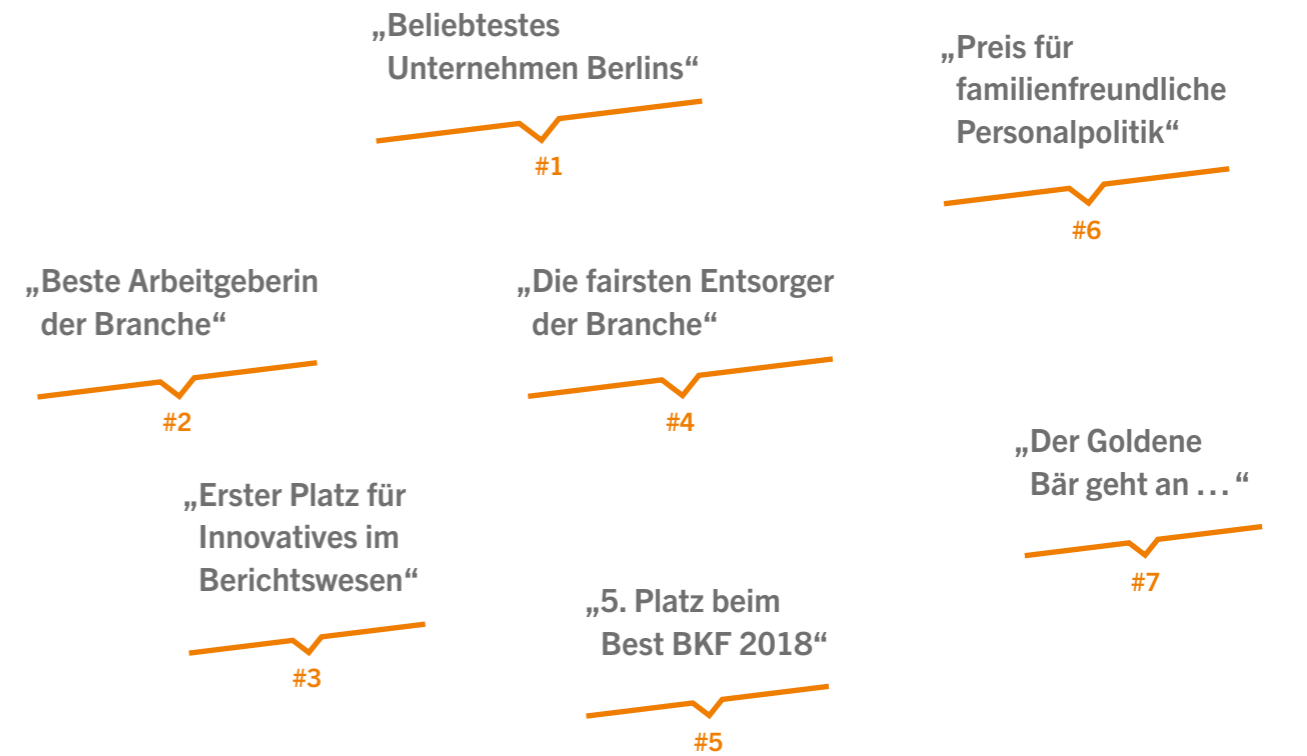 „Beliebtestes
Unternehmen Berlins“
#1
„Preis für
familienfreundliche
Personalpolitik“
#6
„Beste Arbeitgeberin
der Branche“
#2
„Die fairsten Entsorger
der Branche“
#4
„Der Goldene
Bär geht an … “
#7
„Erster Platz für
Innovatives im
Berichtswesen“
#3
„5. Platz beim
Best BKF 2018“
#5